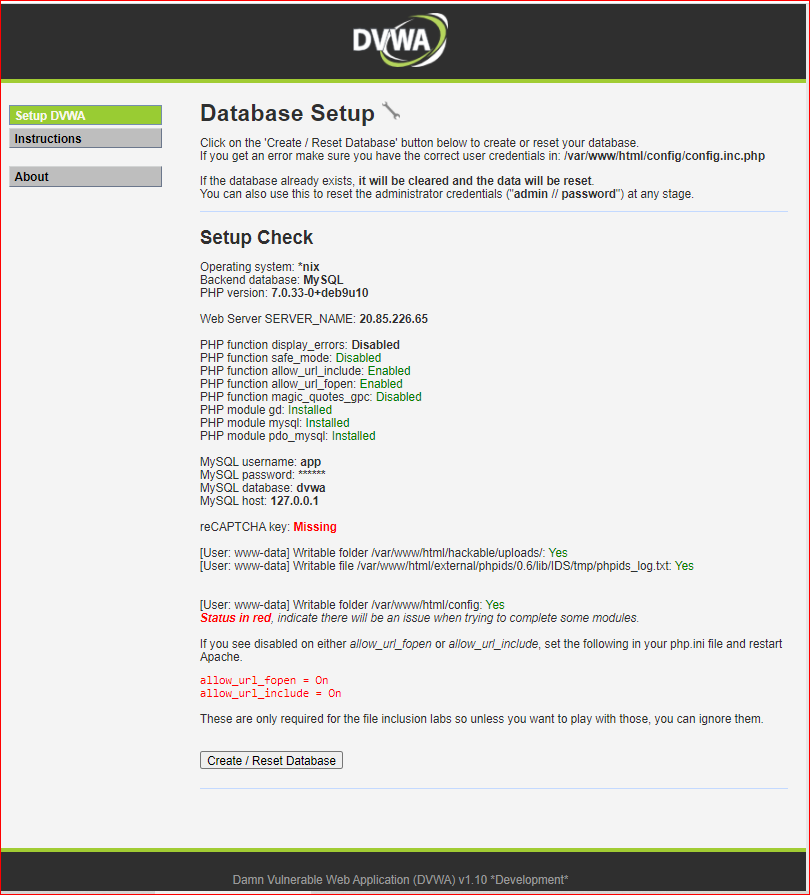 DVWA
Setup DVWA
Instructions
About
Database Setup
Click on the 'Create / Reset Database' button below to create or reset your database.
If you get an error make sure you have the correct user credentials in: /var/www/html/config/config.inc.php
If the database already exists, it will be cleared and the data will be reset.
You can also use this to reset the administrator credentials ("admin // password") at any stage.
Setup Check
Operating system: *nix
Backend database: MySQL
PHP version: 7.0.33-0+deb9u10
Web Server SERVER_NAME: 20.85.226.65
PHP function display_errors: Disabled
PHP function safe_mode: Disabled
PHP function allow_url_include: Enabled
PHP function allow_url_fopen: Enabled
PHP function magic_quotes_gpc: Disabled
PHP module gd: Installed
PHP module mysql: Installed
PHP module pdo_mysql: Installed
MySQL username: app
MySQL password: ******
MySQL database: dvwa
MySQL host: 127.0.0.1
reCAPTCHA key: Missing
[User: www-data] Writable folder /var/www/html/hackable/uploads/: Yes
[User: www-data] Writable file /var/www/html/external/phpids/0.6/lib/IDS/tmp/phpids_log.txt: Yes
[User: www-data] Writable folder /var/www/html/config: Yes
Status in red, indicate there will be an issue when trying to complete some modules.
If you see disabled on either allow_url_fopen or allow_url_include, set the following in your php.ini file and restart
Apache.
allow_url_fopen = On
allow_url_include = On
These are only required for the file inclusion labs so unless you want to play with those, you can ignore them.
Create / Reset Database
Damn Vulnerable Web Application (DVWA) v1.10 *Development*